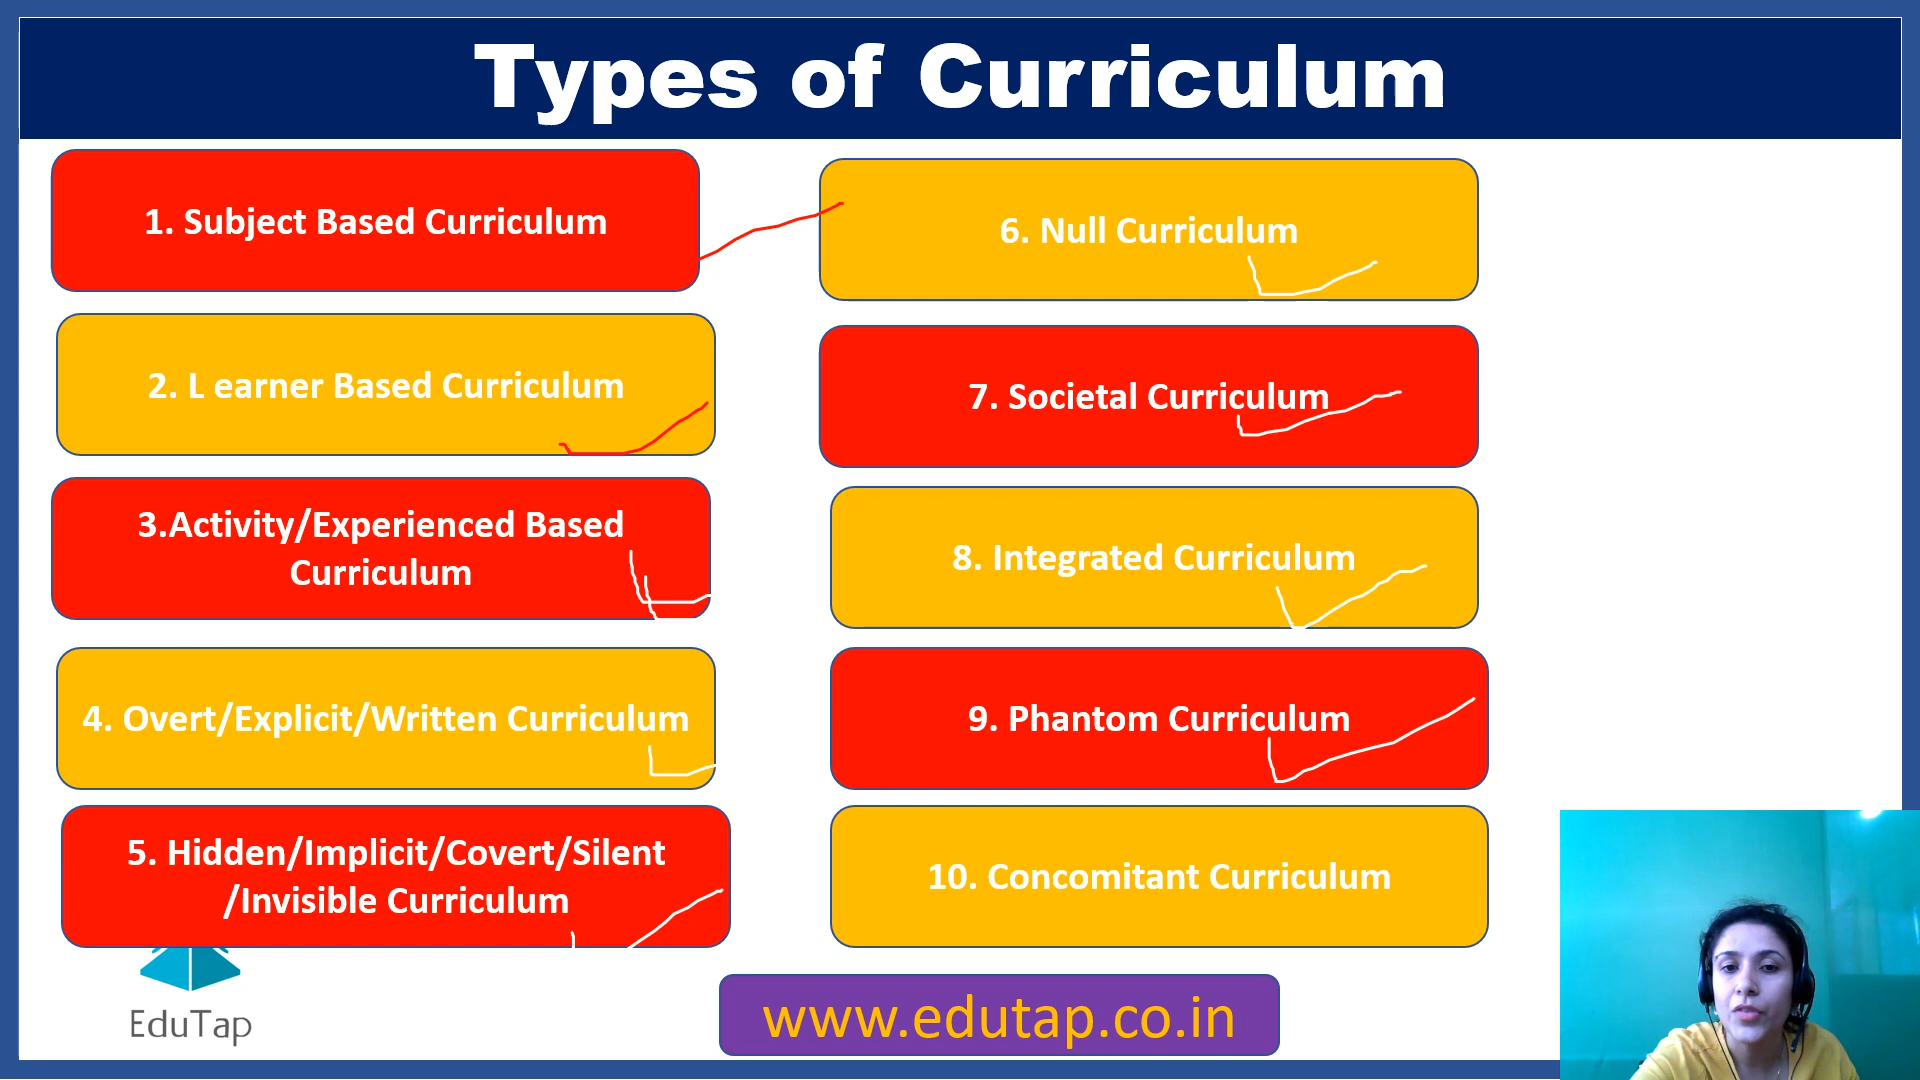 Types of Curriculum
1. Subject Based Curriculum
2. L earner Based Curriculum
3.Activity/Experienced Based
Curriculum
4. Overt/Explicit/Written Curriculum
5. Hidden/Implicit/Covert/Silent
/Invisible Curriculum
6. Null Curriculum
7. Societal Curriculum
8. Integrated Curriculum
9. Phantom Curriculum
10. Concomitant Curriculum
EduTap
www.edutap.co.in